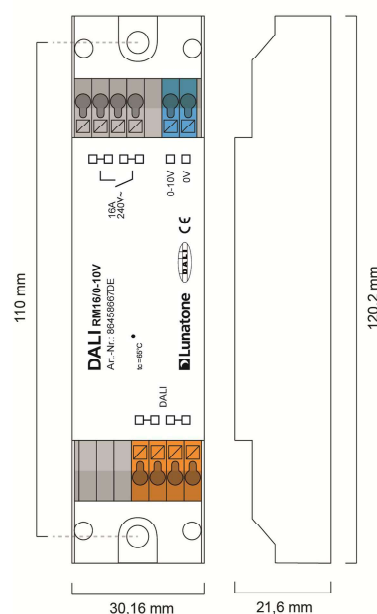 16A
240V~
0-10V
0V
DALI RM16/0-10V
Ar.-Nr.: 86458667DE
tc=65°C
Lunatone
DALI
CE
DALI
110 mm
120,2 mm
30,16 mm
21,6 mm